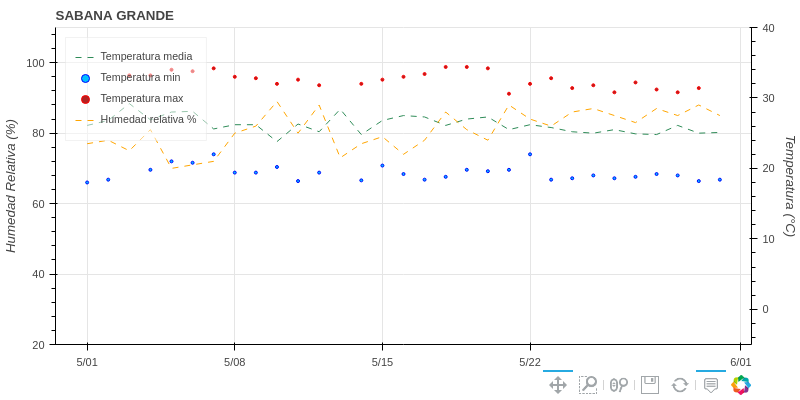 SABANA GRANDE
Temperatura media
Temperatura min
Temperatura max
Humedad relativa %
Humedad Relativa (%)
100
80
60
40
20
40
30
20
10
0
Temperatura (°C)
5/01
5/08
5/15
5/22
6/01